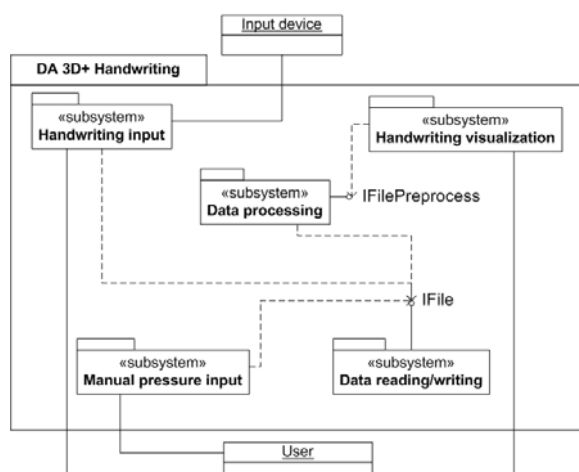 Input device
DA 3D+ Handwriting
«subsystem»
Handwriting input
«subsystem»
Handwriting visualization
«subsystem»
Data processing
IFilePreprocess
IFile
«subsystem»
Manual pressure input
«subsystem»
Data reading/writing
User